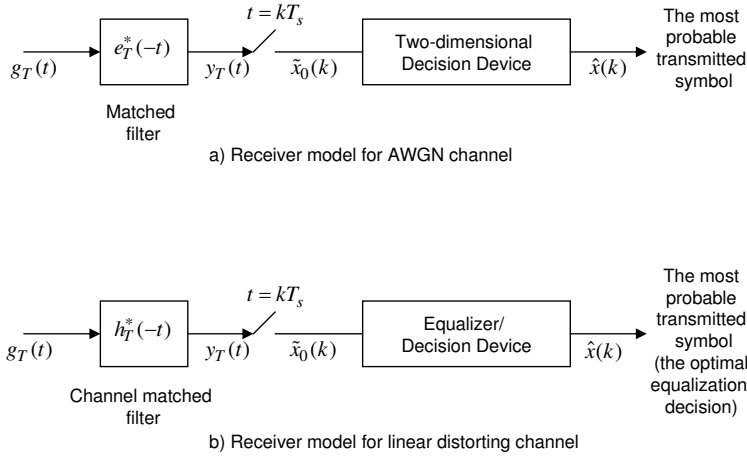 t = kT_s
The most
probable
transmitted
symbol
e*_T(−t)
Two-dimensional
Decision Device
g_T(t)
y_T(t)
x̃_0(k)
x̂(k)
Matched
filter
a) Receiver model for AWGN channel
t = kT_s
The most
probable
transmitted
symbol
(the optimal
equalization
decision)
h*_T(−t)
Equalizer/
Decision Device
g_T(t)
y_T(t)
x̃_0(k)
x̂(k)
Channel matched
filter
b) Receiver model for linear distorting channel